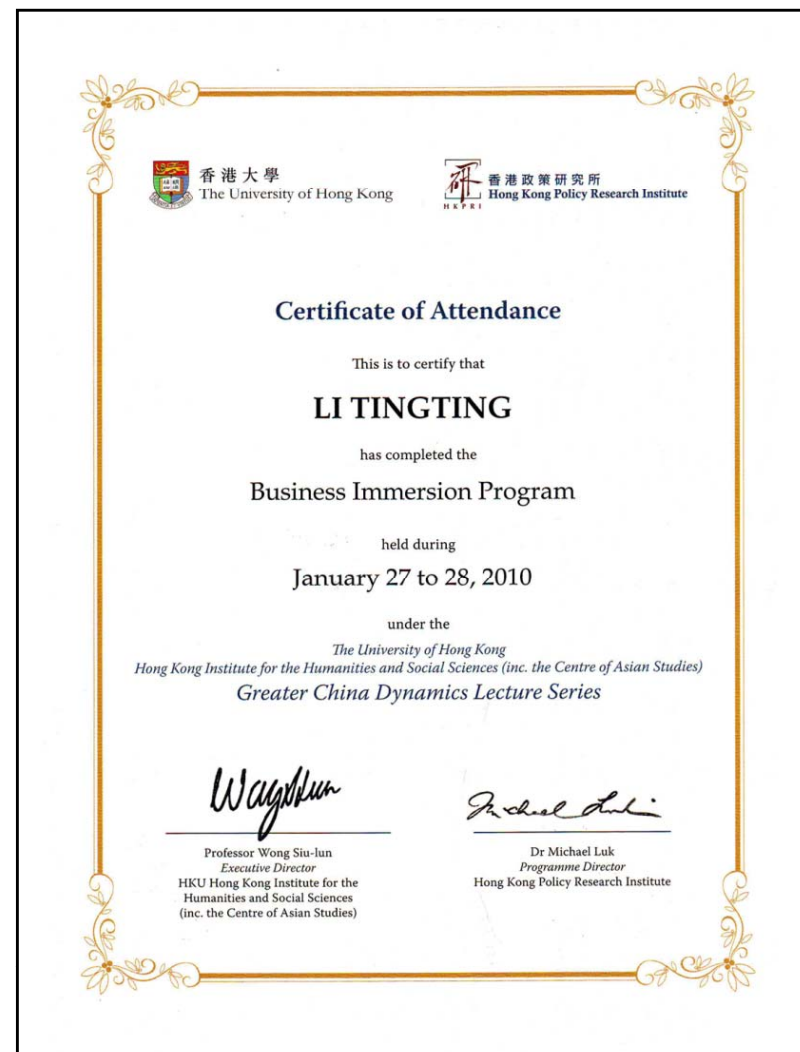 香港大學
The University of Hong Kong
研
HKPRI
香港政策研究所
Hong Kong Policy Research Institute
Certificate of Attendance
This is to certify that
LI TINGTING
has completed the
Business Immersion Program
held during
January 27 to 28, 2010
under the
The University of Hong Kong
Hong Kong Institute for the Humanities and Social Sciences (inc. the Centre of Asian Studies)
Greater China Dynamics Lecture Series
Professor Wong Siu-lun
Executive Director
HKU Hong Kong Institute for the
Humanities and Social Sciences
(inc. the Centre of Asian Studies)
Michael Luk
Dr Michael Luk
Programme Director
Hong Kong Policy Research Institute